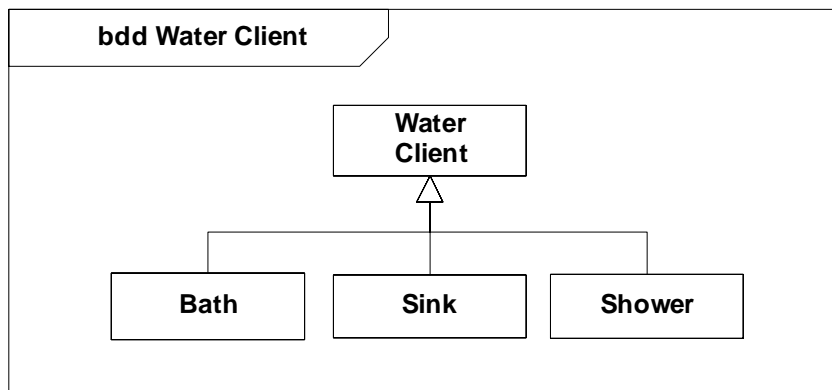 bdd Water Client
Water
Client
Bath
Sink
Shower